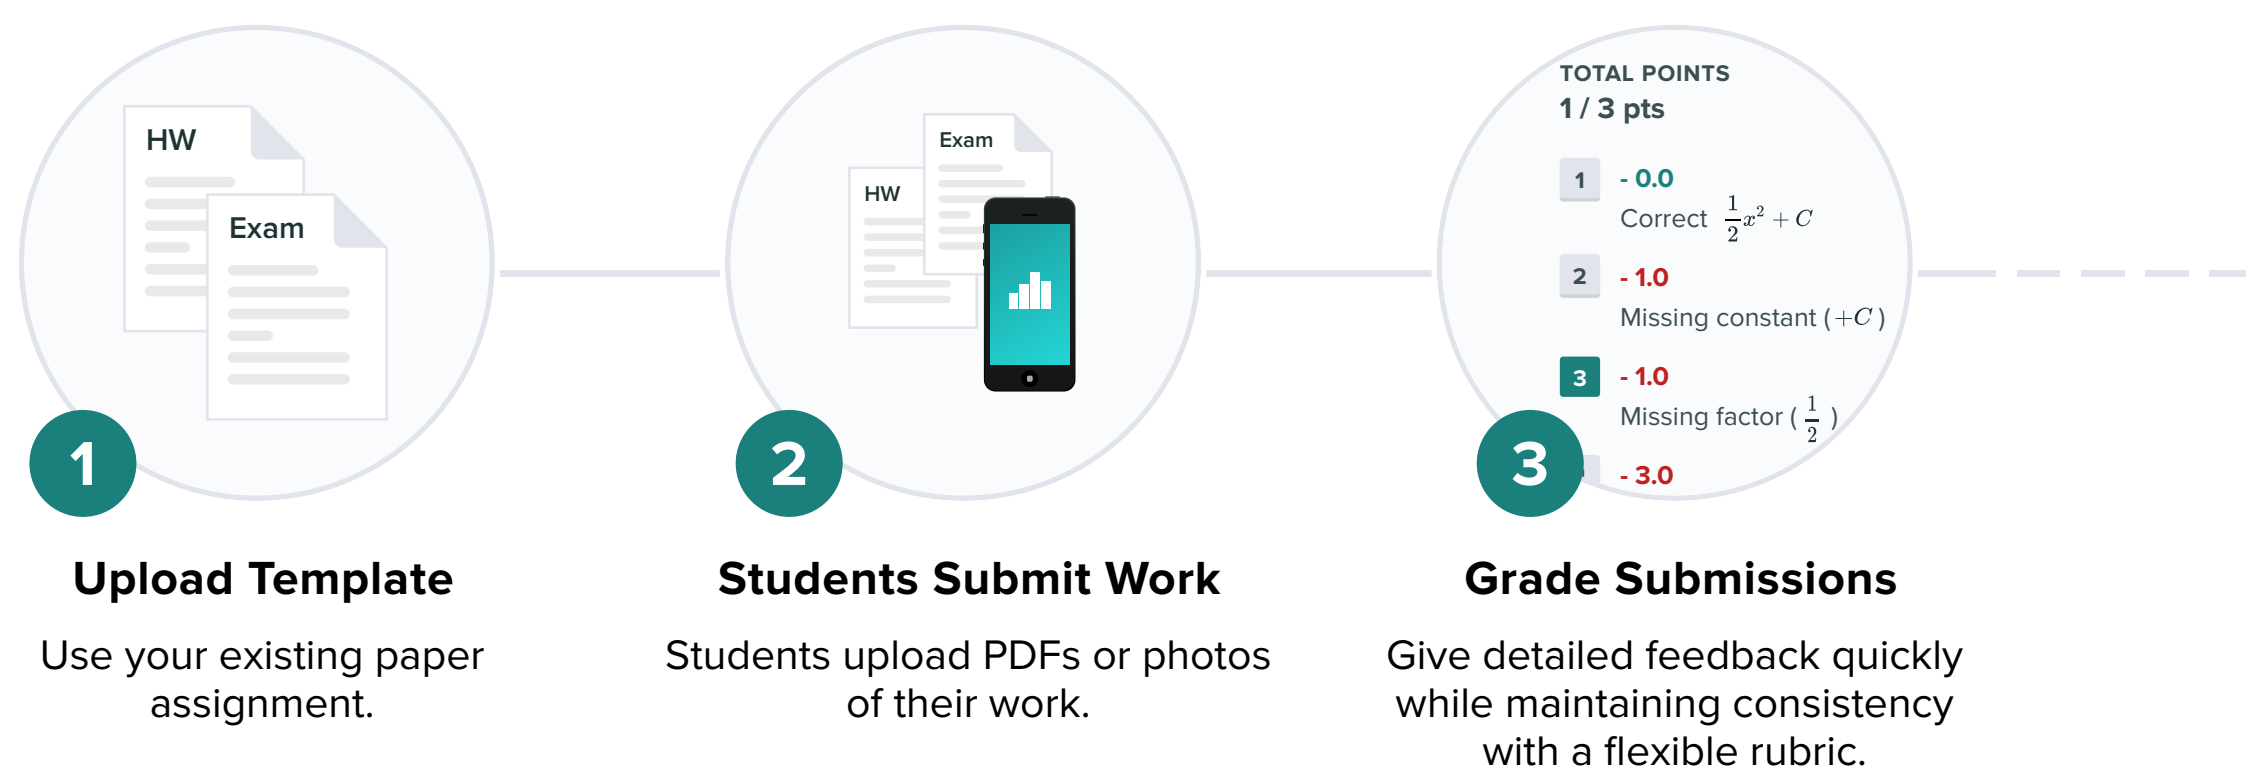 HW
Exam
1
Upload Template
Use your existing paper
assignment.
Exam
HW
2
Students Submit Work
Students upload PDFs or photos
of their work.
TOTAL POINTS
1 / 3 pts
1 - 0.0
Correct \frac{1}{2}x^2 + C
2 - 1.0
Missing constant (+C)
3 - 1.0
Missing factor (\frac{1}{2})
- 3.0
3
Grade Submissions
Give detailed feedback quickly
while maintaining consistency
with a flexible rubric.